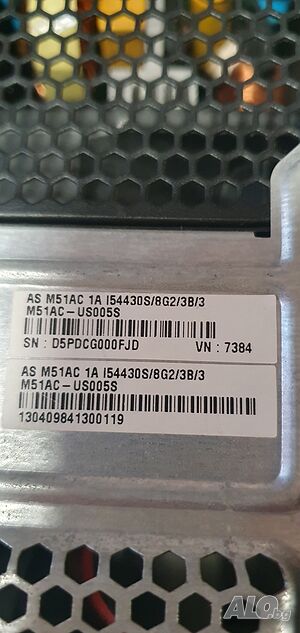 AS M51AC 1A I54430S/8G2/3B/3
M51AC-US005S
SN : D5PDCG000FJD VN : 7384
AS M51AC 1A I54430S/8G2/3B/3
M51AC-US005S
130409841300119
ALO.bg